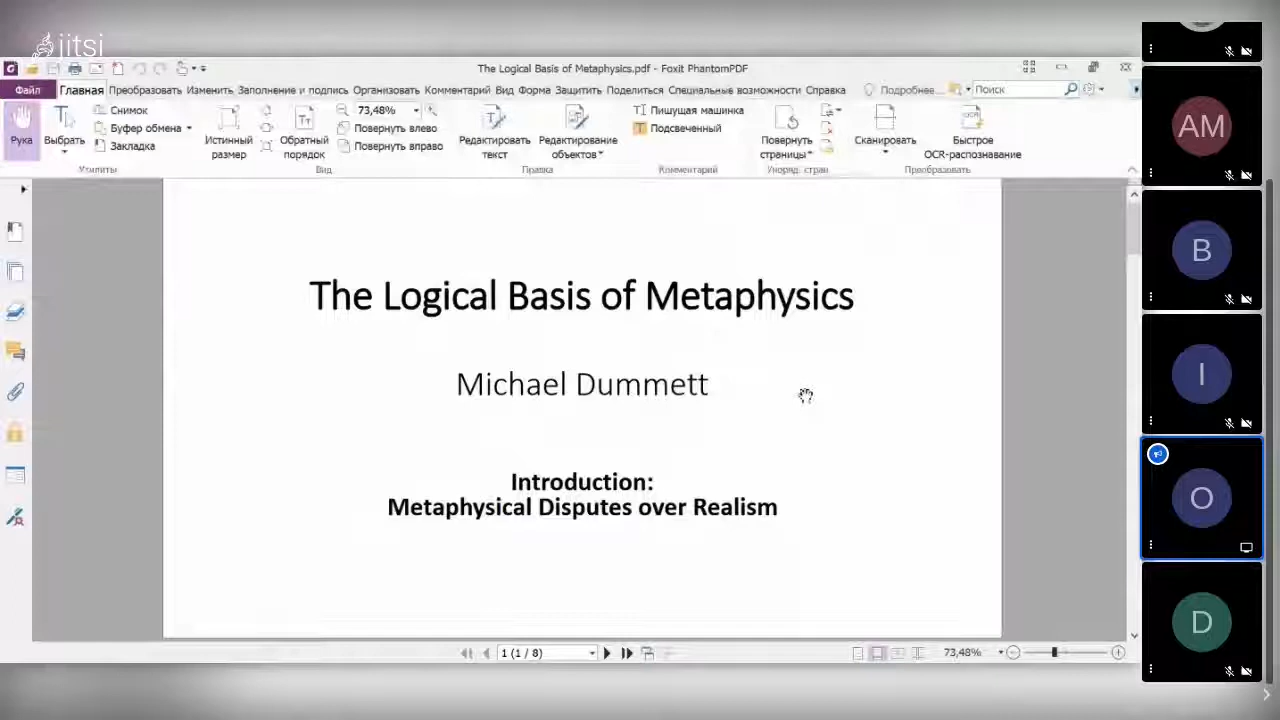 jitsi
The Logical Basis of Metaphysics.pdf - Foxit PhantomPDF
Файл Главная Преобразовать Изменить Заполнение и подпись Организовать Комментарий Вид Форма Защитить Поделиться Специальные возможности Справка Подробнее... Поиск
Рука
Выбрать
Снимок
Буфер обмена
Закладка
Истинный размер
Обратный порядок
73,48%
Повернуть влево
Повернуть вправо
Редактировать текст
Редактирование объектов
Пишущая машинка
Подсвеченный
Повернуть страницы
Сканировать
Быстрое OCR-распознавание
Утилиты Вид Правка Комментарий Упоряд. стран Преобразовать
The Logical Basis of Metaphysics
Michael Dummett
Introduction:
Metaphysical Disputes over Realism
1 (1 / 8)
73,48%
AM
B
I
O
D